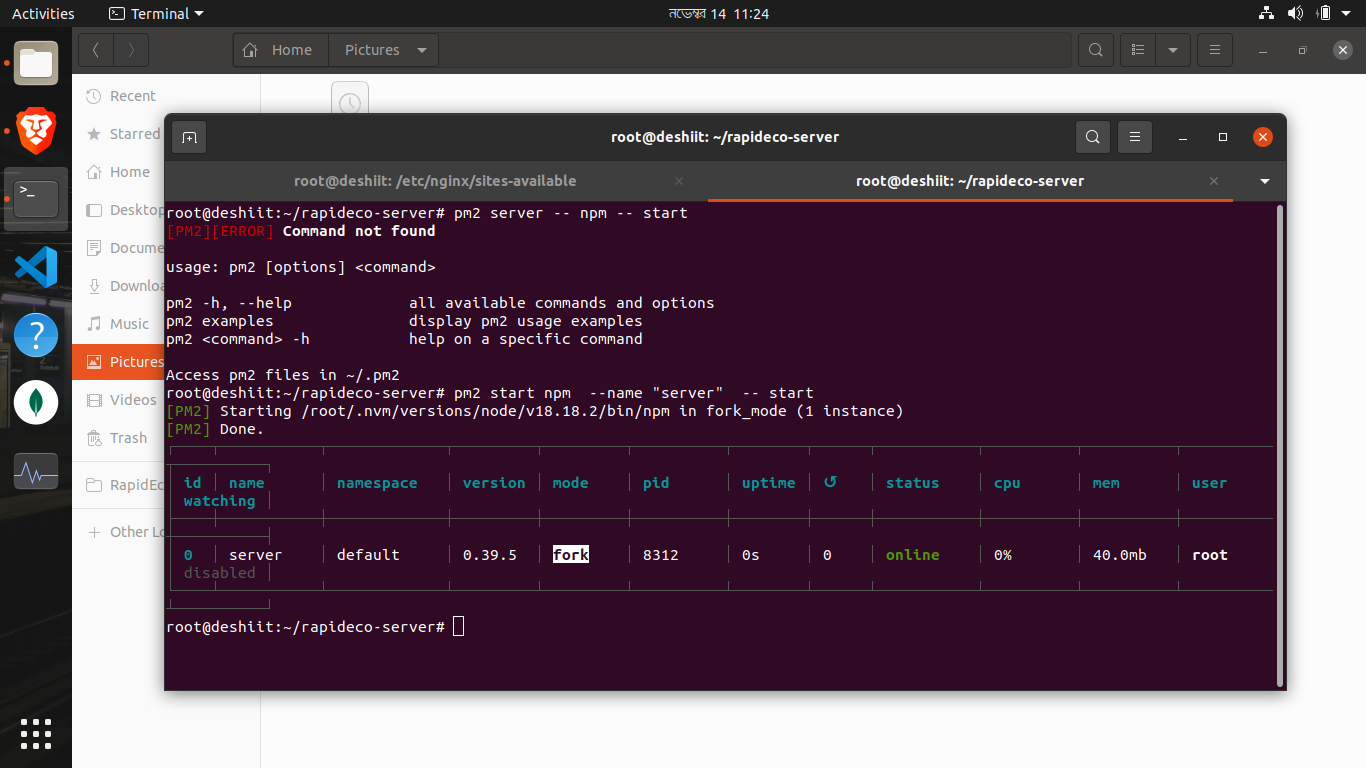 Activities
Terminal
নভেম্বর 14 11:24
Home
Pictures
Recent
Starred
Home
Desktop
Docume
Downloa
Music
Pictures
Videos
Trash
RapidEc
Other Lo
root@deshiit: ~/rapideco-server
root@deshiit: /etc/nginx/sites-available
root@deshiit: ~/rapideco-server
root@deshiit:~/rapideco-server# pm2 server -- npm -- start
[PM2][ERROR] Command not found
usage: pm2 [options] <command>
pm2 -h, --help all available commands and options
pm2 examples display pm2 usage examples
pm2 <command> -h help on a specific command
Access pm2 files in ~/.pm2
root@deshiit:~/rapideco-server# pm2 start npm  --name "server"  -- start
[PM2] Starting /root/.nvm/versions/node/v18.18.2/bin/npm in fork_mode (1 instance)
[PM2] Done.
id name namespace version mode pid uptime ↺ status cpu mem user
watching
0 server default 0.39.5 fork 8312 0s 0 online 0% 40.0mb root
disabled
root@deshiit:~/rapideco-server#